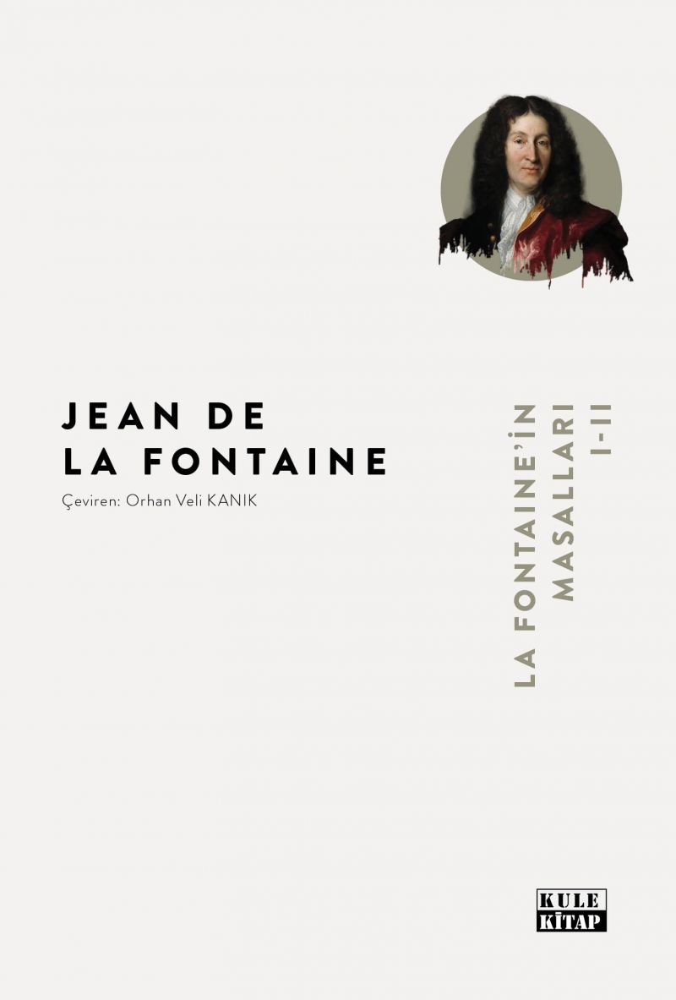 JEAN DE
LA FONTAINE
Çeviren: Orhan Veli KANIK
LA FONTAINE'İN
MASALLARI
I-II
KULE
KİTAP